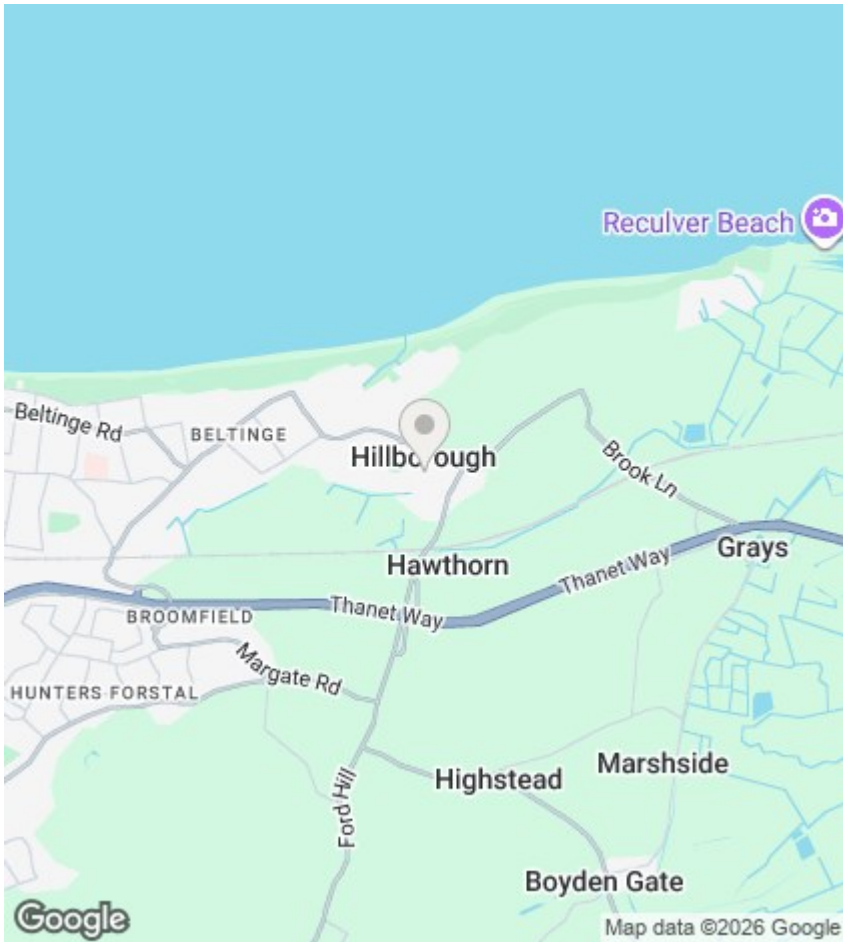 Reculver Beach
Beltinge Rd
BELTINGE
Hillborough
Brook Ln
Hawthorn
Grays
Thanet Way
Thanet Way
BROOMFIELD
Margate Rd
HUNTERS FORSTAL
Marshside
Highstead
Ford Hill
Boyden Gate
Google
Map data ©2026 Google